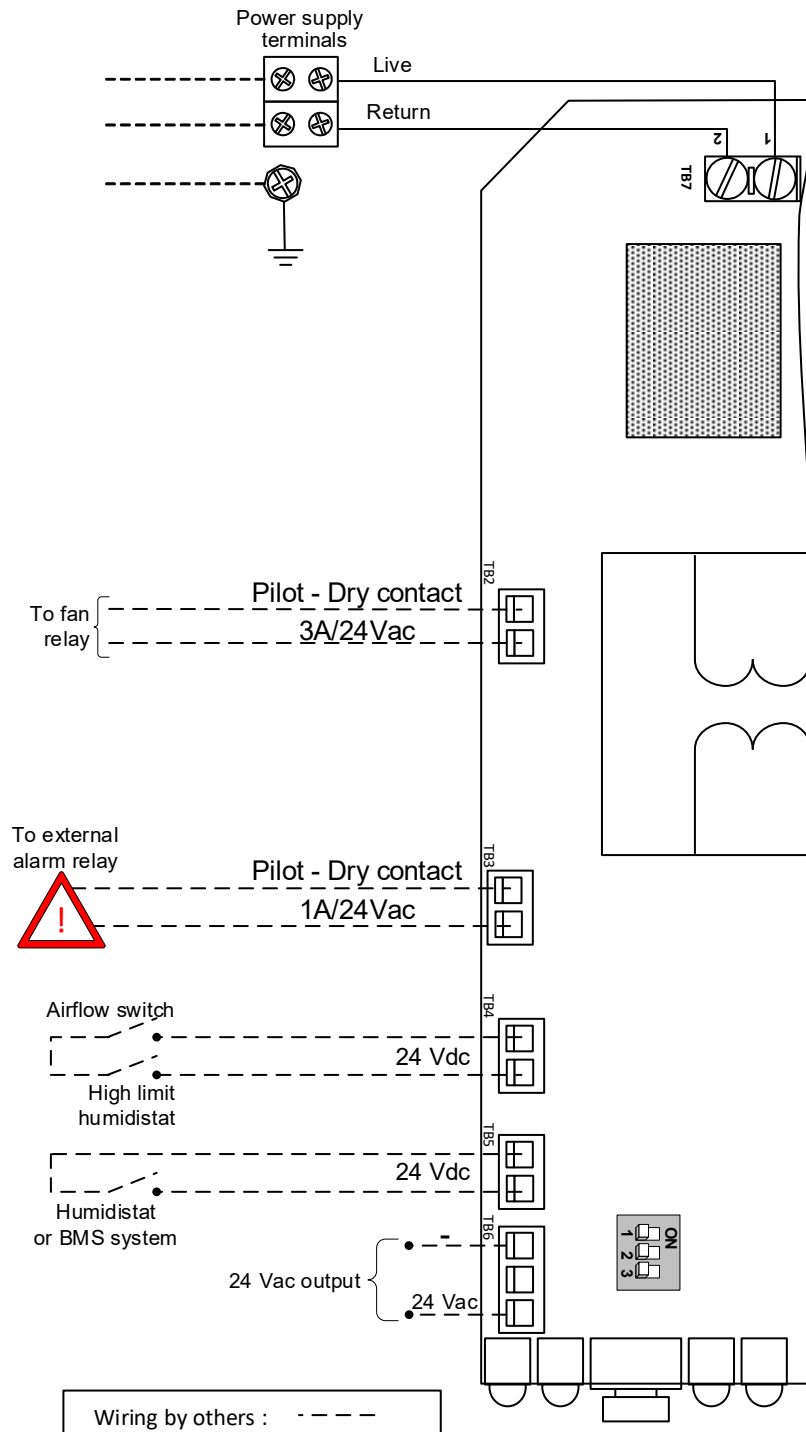 Power supply
terminals
Live
Return
2
1
TB7
TB2
Pilot - Dry contact
To fan
relay
3A/24Vac
To external
alarm relay
TB3
Pilot - Dry contact
!
1A/24Vac
Airflow switch
TB4
24 Vdc
High limit
humidistat
TB5
24 Vdc
Humidistat
or BMS system
TB6
-
24 Vac output
24 Vac
ON
1
2
3
Wiring by others :